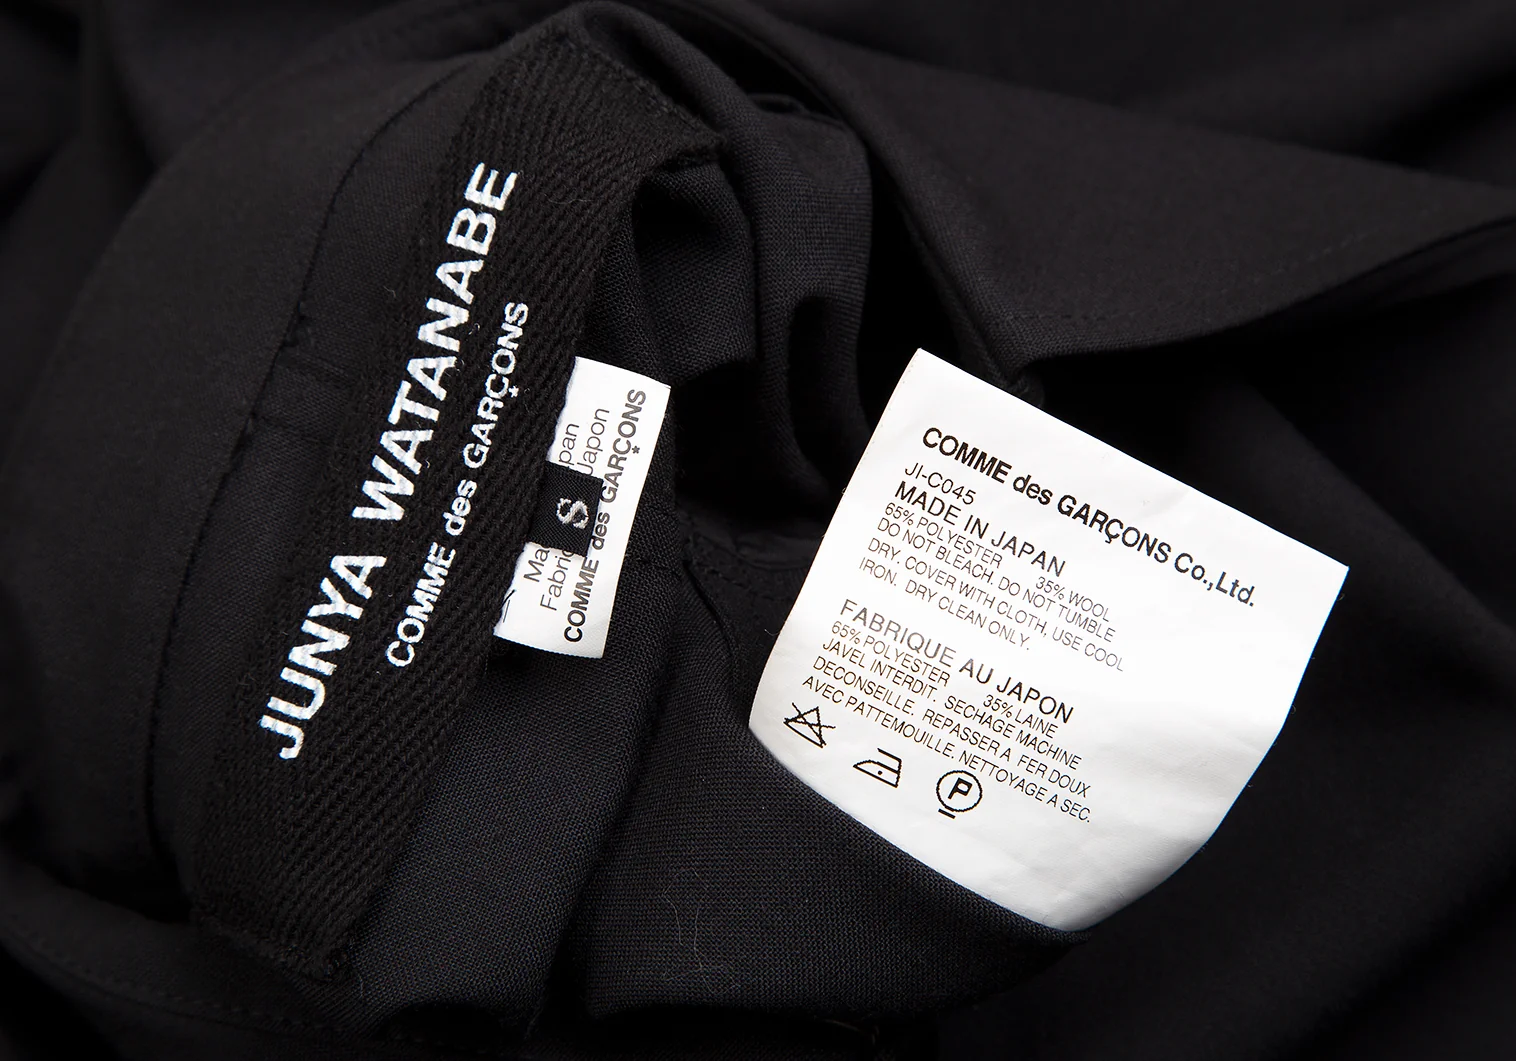 JUNYA WATANABE
COMME des GARÇONS
S
Japon
COMME des GARÇONS
COMME des GARÇONS Co.,Ltd.
JI-C045
MADE IN JAPAN
65% POLYESTER 35% WOOL
DO NOT BLEACH. DO NOT TUMBLE
DRY. COVER WITH CLOTH, USE COOL
IRON. DRY CLEAN ONLY.
FABRIQUE AU JAPON
65% POLYESTER 35% LAINE
JAVEL INTERDIT. SECHAGE MACHINE
DECONSEILLE. REPASSER A FER DOUX
AVEC PATTEMOUILLE. NETTOYAGE A SEC.
P